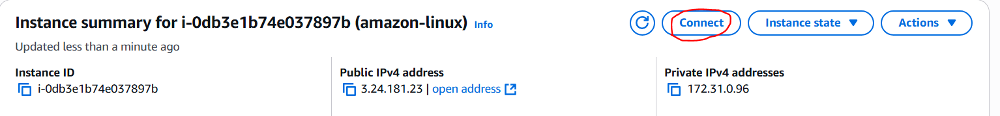 Instance summary for i-0db3e1b74e037897b (amazon-linux) Info
Connect
Instance state
Actions
Updated less than a minute ago
Instance ID
i-0db3e1b74e037897b
Public IPv4 address
3.24.181.23 | open address
Private IPv4 addresses
172.31.0.96